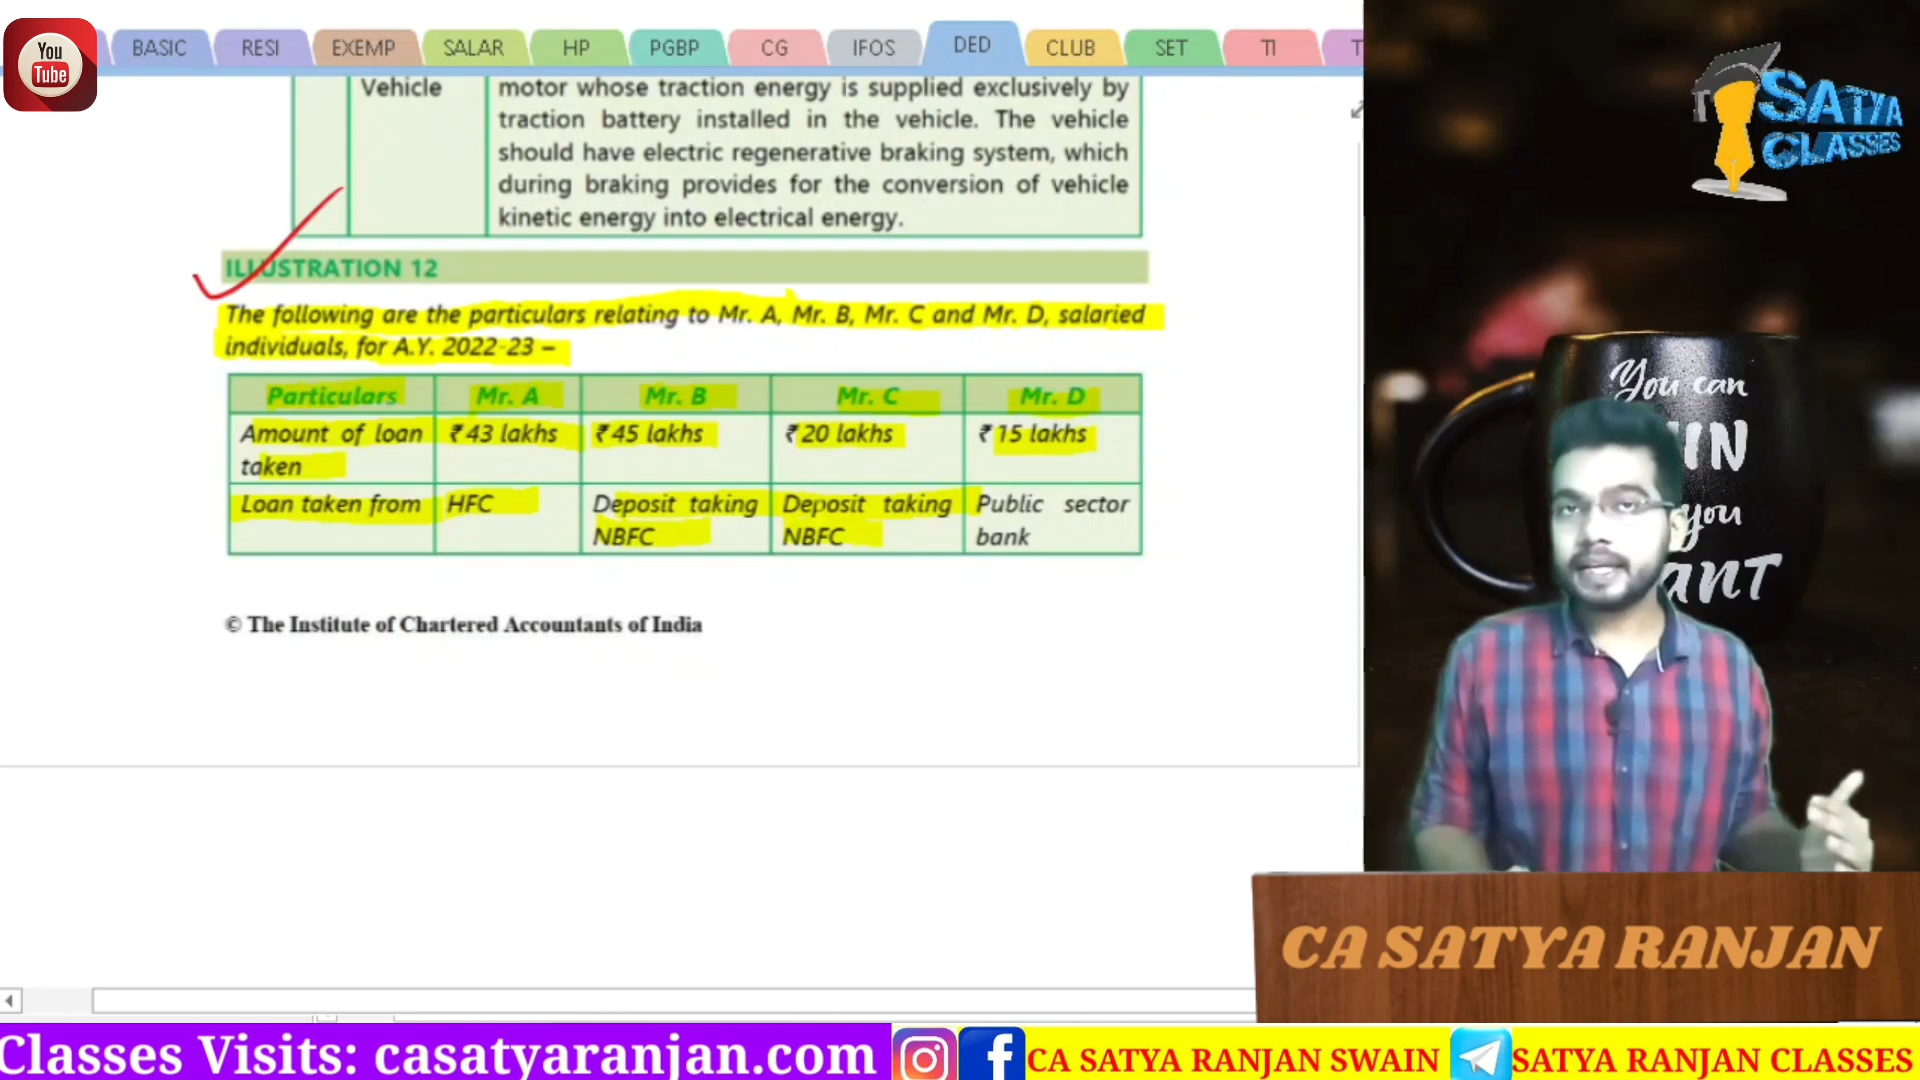 You
Tube
BASIC RESI EXEMP SALAR HP PGBP CG IFOS DED CLUB SET TI T
Vehicle
motor whose traction energy is supplied exclusively by
traction battery installed in the vehicle. The vehicle
should have electric regenerative braking system, which
during braking provides for the conversion of vehicle
kinetic energy into electrical energy.
ILLUSTRATION 12
The following are the particulars relating to Mr. A, Mr. B, Mr. C and Mr. D, salaried
individuals, for A.Y. 2022-23 –
Particulars Mr. A Mr. B Mr. C Mr. D
Amount of loan taken ₹ 43 lakhs ₹ 45 lakhs ₹ 20 lakhs ₹ 15 lakhs
Loan taken from HFC Deposit taking NBFC Deposit taking NBFC Public sector bank
© The Institute of Chartered Accountants of India
SATYA
CLASSES
You can
IN
you
ANT
CA SATYA RANJAN
Classes Visits: casatyaranjan.com
CA SATYA RANJAN SWAIN
SATYA RANJAN CLASSES